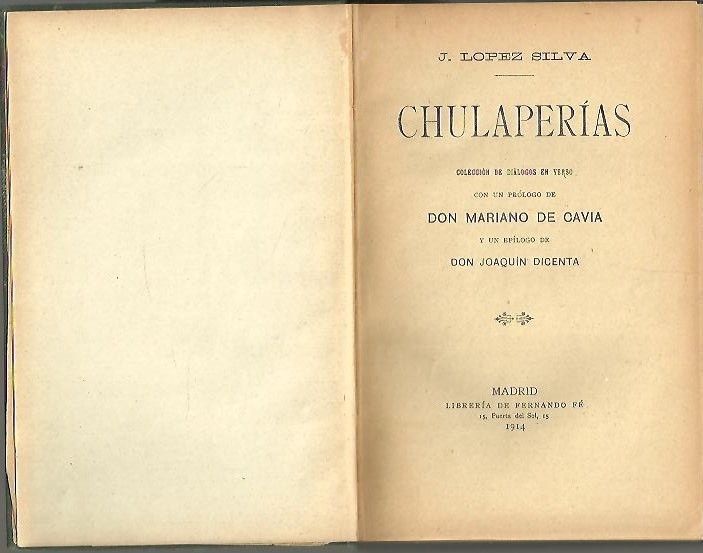 J. LOPEZ SILVA
CHULAPERÍAS
COLECCIÓN DE DIÁLOGOS EN VERSO
CON UN PRÓLOGO DE
DON MARIANO DE CAVIA
Y UN EPÍLOGO DE
DON JOAQUÍN DICENTA
MADRID
LIBRERÍA DE FERNANDO FÉ
15, Puerta del Sol, 15
1914